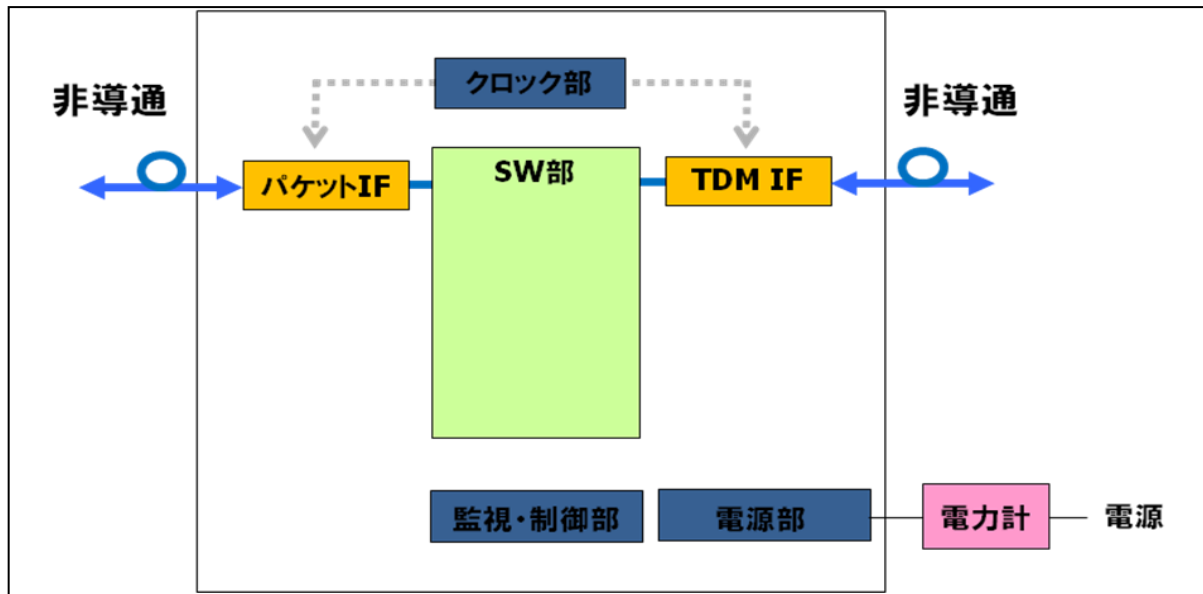 クロック部
非導通
非導通
パケットIF
SW部
TDM IF
監視・制御部
電源部
電力計
電源